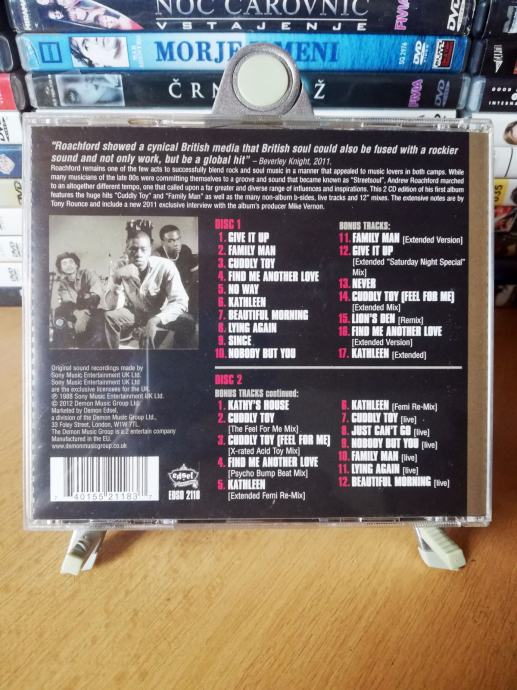 NOĆ ČAROVNIC
VSTAJENJE
FIWA
DVD
MORJE
MENI
DVD
ČRN
Ž
FIWA
DVD
GOOD
035
"Roachford showed a cynical British media that British soul could also be fused with a rockier
sound and not only work, but be a global hit" – Beverley Knight, 2011.
Roachford remains one of the few acts to successfully blend rock and soul music in a manner that appealed to music lovers in both camps. While
many musicians of the late 80s were committing themselves to a groove and sound that became known as "Streetsoul", Andrew Roachford marched
to an altogether different tempo, one that called upon a far greater and diverse range of influences and inspirations. This 2 CD edition of his first album
features the huge hits "Cuddly Toy" and "Family Man" as well as the many non-album b-sides, live tracks and 12" mixes. The extensive notes are by
Tony Rounce and include a new 2011 exclusive interview with the album's producer Mike Vernon.
DISC 1
1. GIVE IT UP
2. FAMILY MAN
3. CUDDLY TOY
4. FIND ME ANOTHER LOVE
5. NO WAY
6. KATHLEEN
7. BEAUTIFUL MORNING
8. LYING AGAIN
9. SINCE
10. NOBODY BUT YOU
BONUS TRACKS:
11. FAMILY MAN [Extended Version)
12. GIVE IT UP
[Extended "Saturday Night Special"
Mix]
13. NEVER
14. CUDDLY TOY (FEEL FOR ME)
[Extended Mix]
15. LION'S DEN [Remix]
16. FIND ME ANOTHER LOVE
[Extended Version]
17. KATHLEEN [Extended]
DISC 2
BONUS TRACKS continued:
1. KATHY'S HOUSE
2. CUDDLY TOY
[The Feel For Me Mix]
3. CUDDLY TOY (FEEL FOR ME)
[X-rated Acid Toy Mix]
4. FIND ME ANOTHER LOVE
[Psycho Bump Beat Mix]
5. KATHLEEN
[Extended Femi Re-Mix]
6. KATHLEEN [Femi Re-Mix]
7. CUDDLY TOY [live]
8. JUST CAN'T GO [live]
9. NOBODY BUT YOU [live]
10. FAMILY MAN [live]
11. LYING AGAIN [live]
12. BEAUTIFUL MORNING [live]
Original sound recordings made by
Sony Music Entertainment UK Ltd.
Sony Music Entertainment UK Ltd.
are the exclusive licensees for the UK.
℗ 1988 Sony Music Entertainment UK Ltd.
© 2012 Demon Music Group Ltd.
Marketed by Demon Edsel,
a division of the Demon Music Group Ltd.,
33 Foley Street, London, W1W 7TL.
The Demon Music Group is a 2 entertain company
Manufactured in the EU.
www.demonmusicgroup.co.uk
7 40155 21183 7
edsel
EDSD 2118